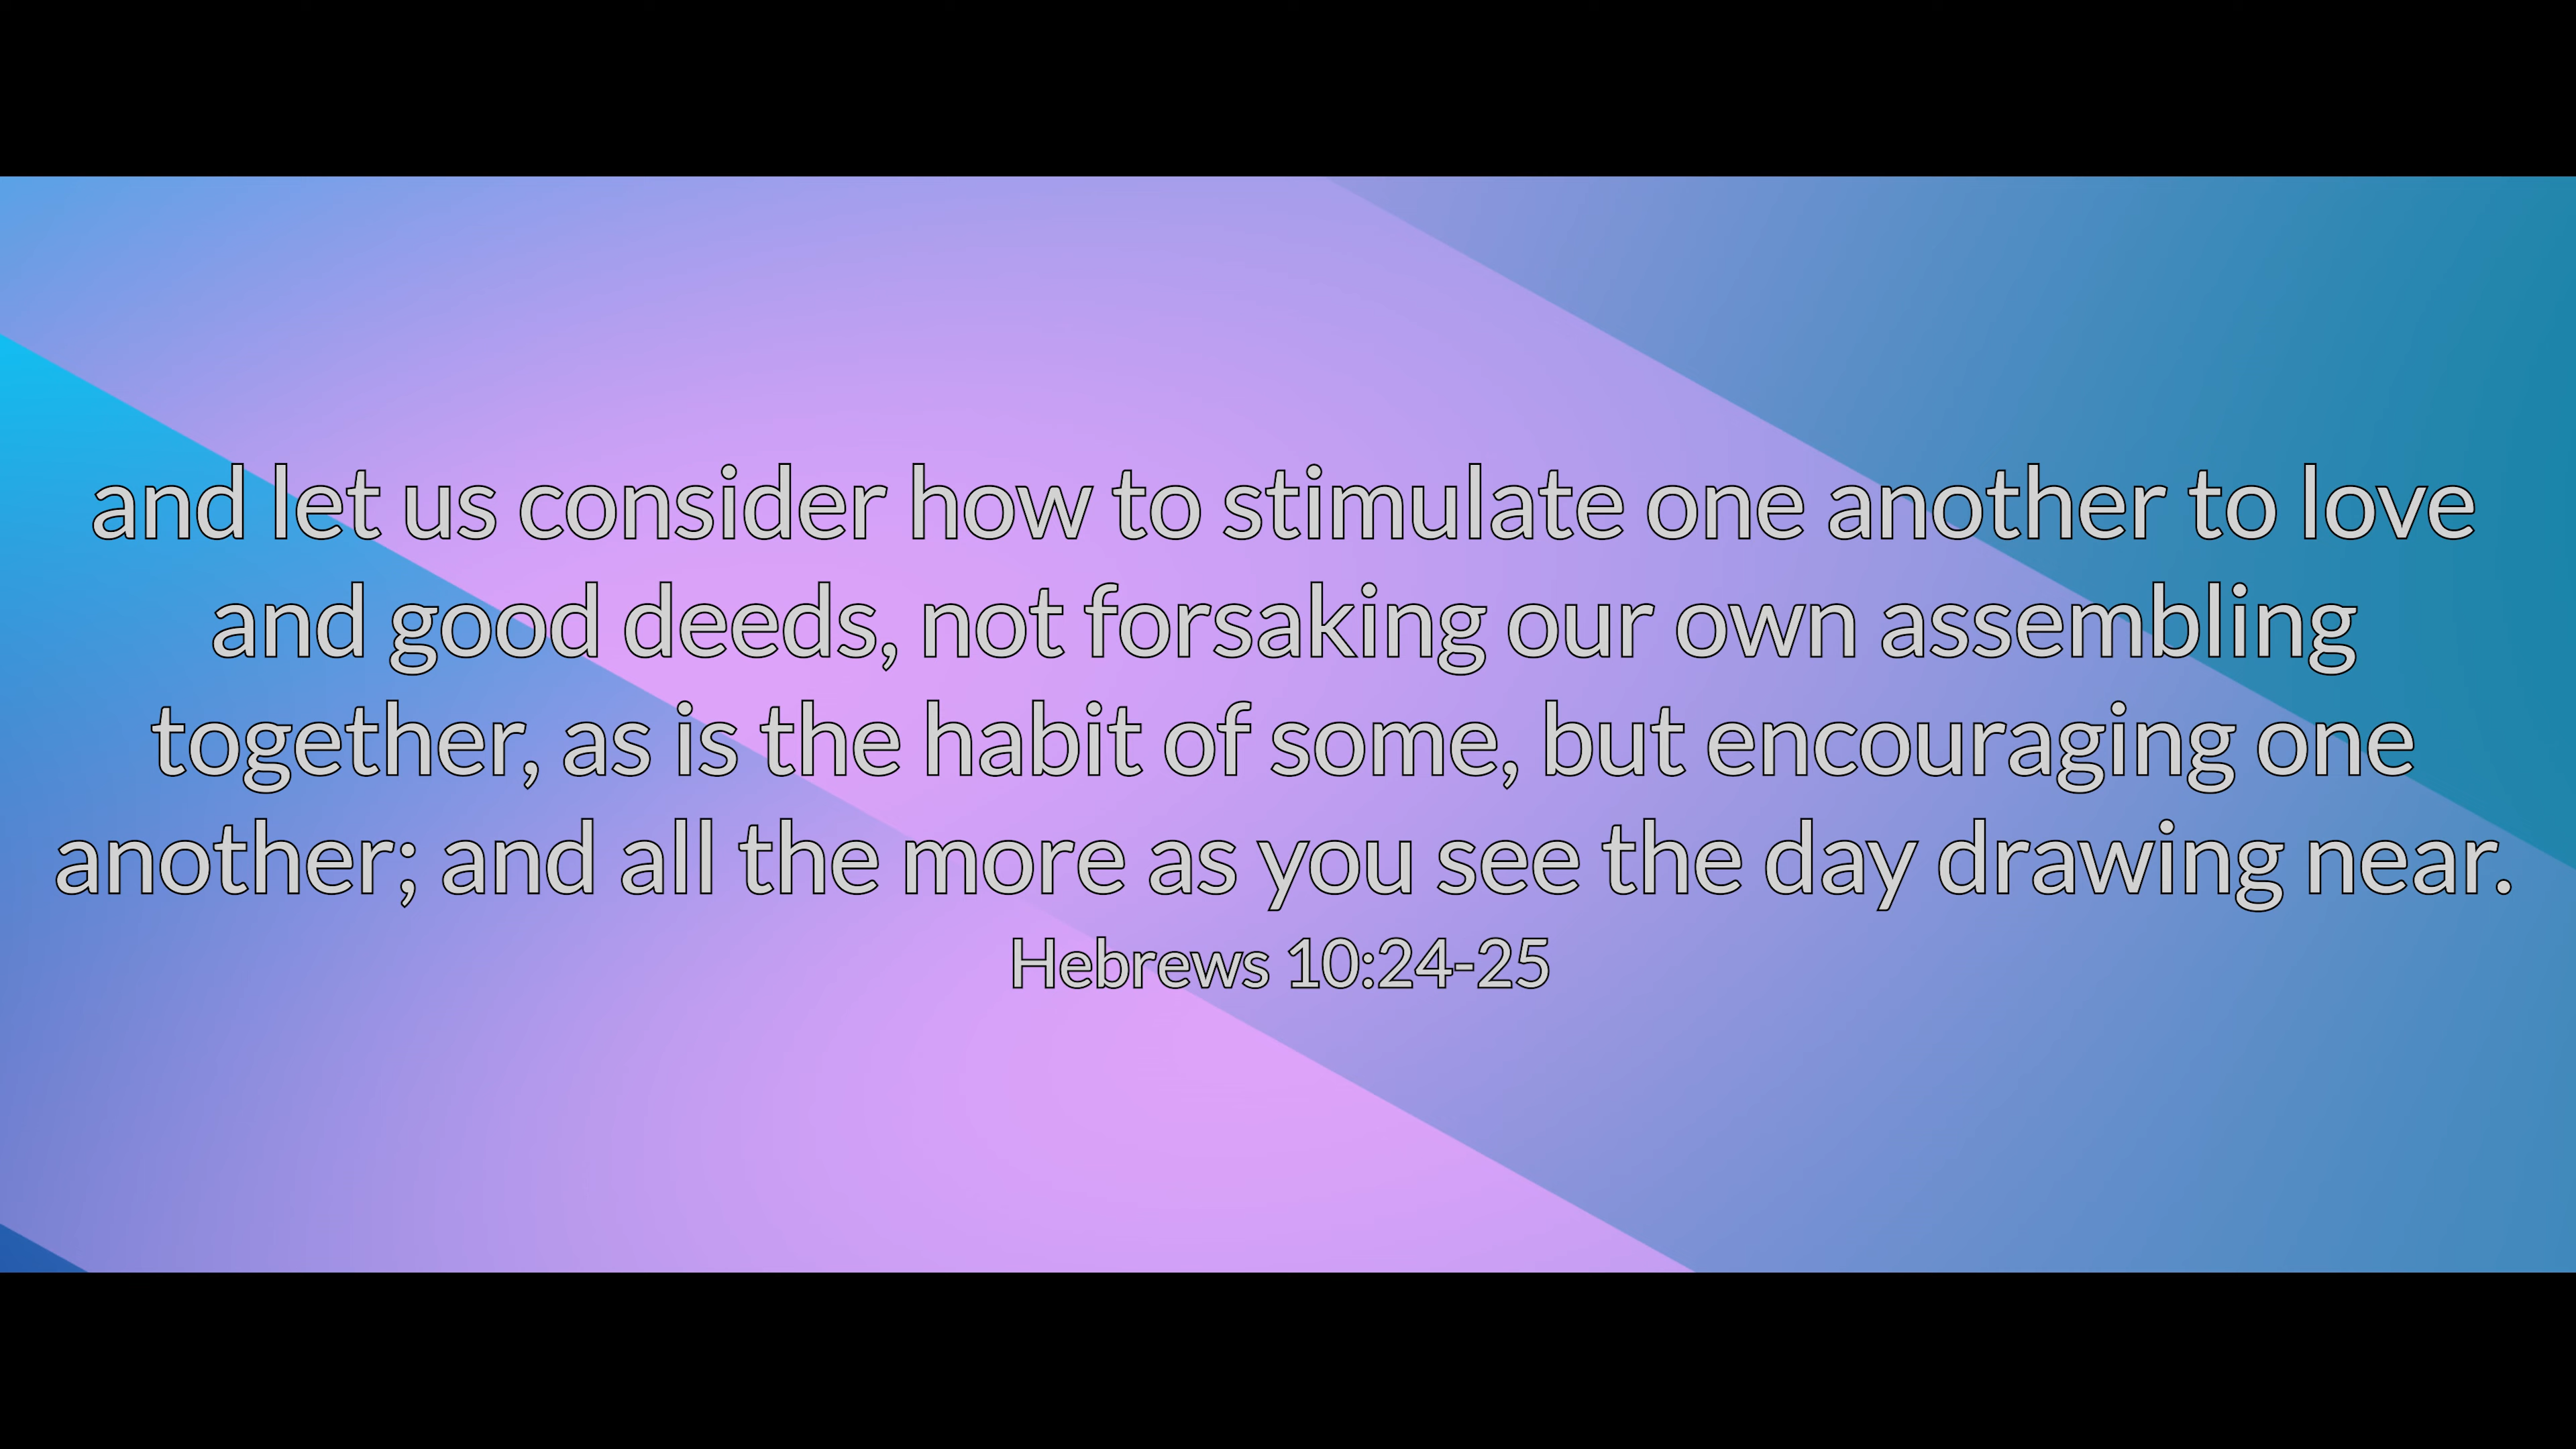 and let us consider how to stimulate one another to love
and good deeds, not forsaking our own assembling
together, as is the habit of some, but encouraging one
another; and all the more as you see the day drawing near.
Hebrews 10:24-25